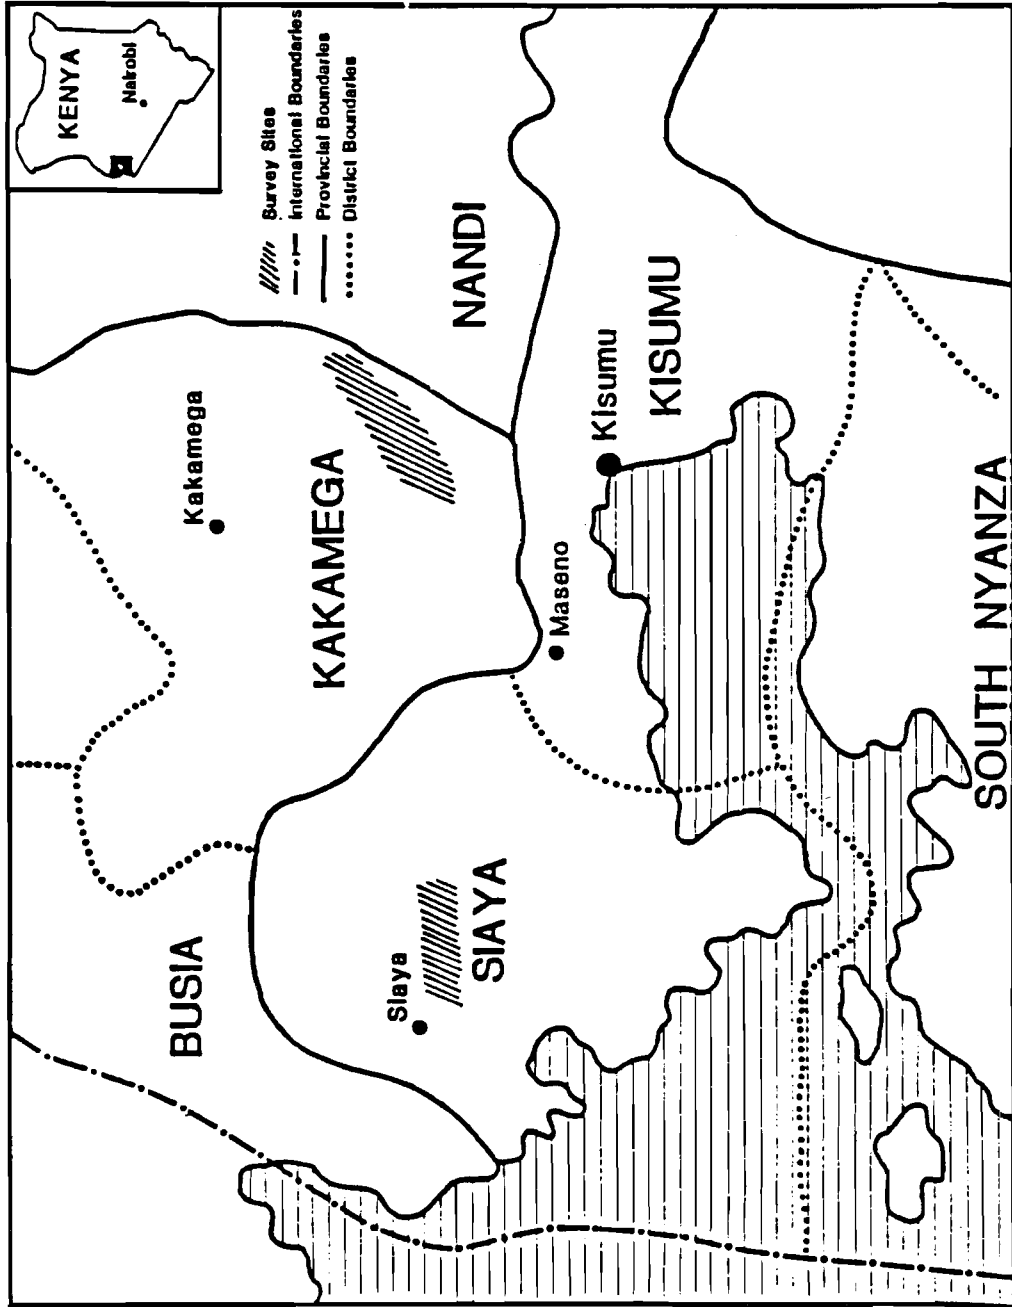 KENYA
Nairobi
Survey Sites
International Boundaries
Provincial Boundaries
District Boundaries
NANDI
Kakamega
KAKAMEGA
Kisumu
KISUMU
Maseno
BUSIA
Siaya
SIAYA
SOUTH NYANZA